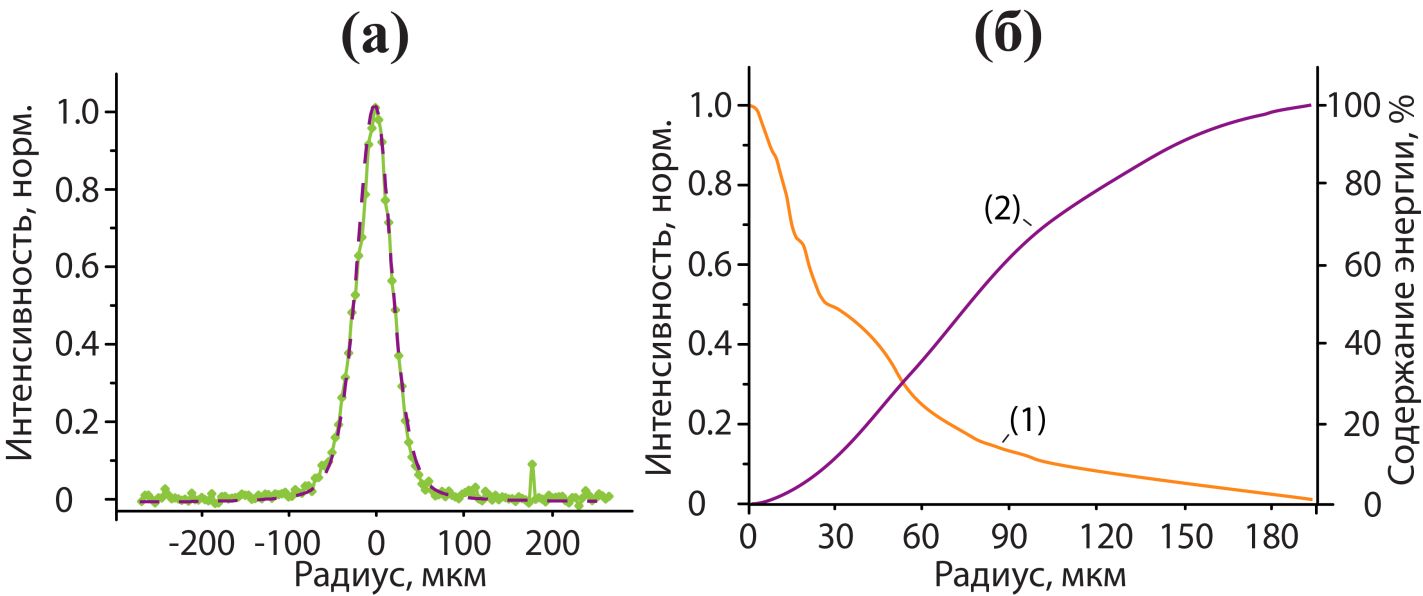 (а)
Интенсивность, норм.
1.0
0.8
0.6
0.4
0.2
0
-200 -100 0 100 200
Радиус, мкм
(б)
Интенсивность, норм.
1.0
0.8
0.6
0.4
0.2
0
(2)
(1)
100
80
60
40
20
0
Содержание энергии, %
0 30 60 90 120 150 180
Радиус, мкм